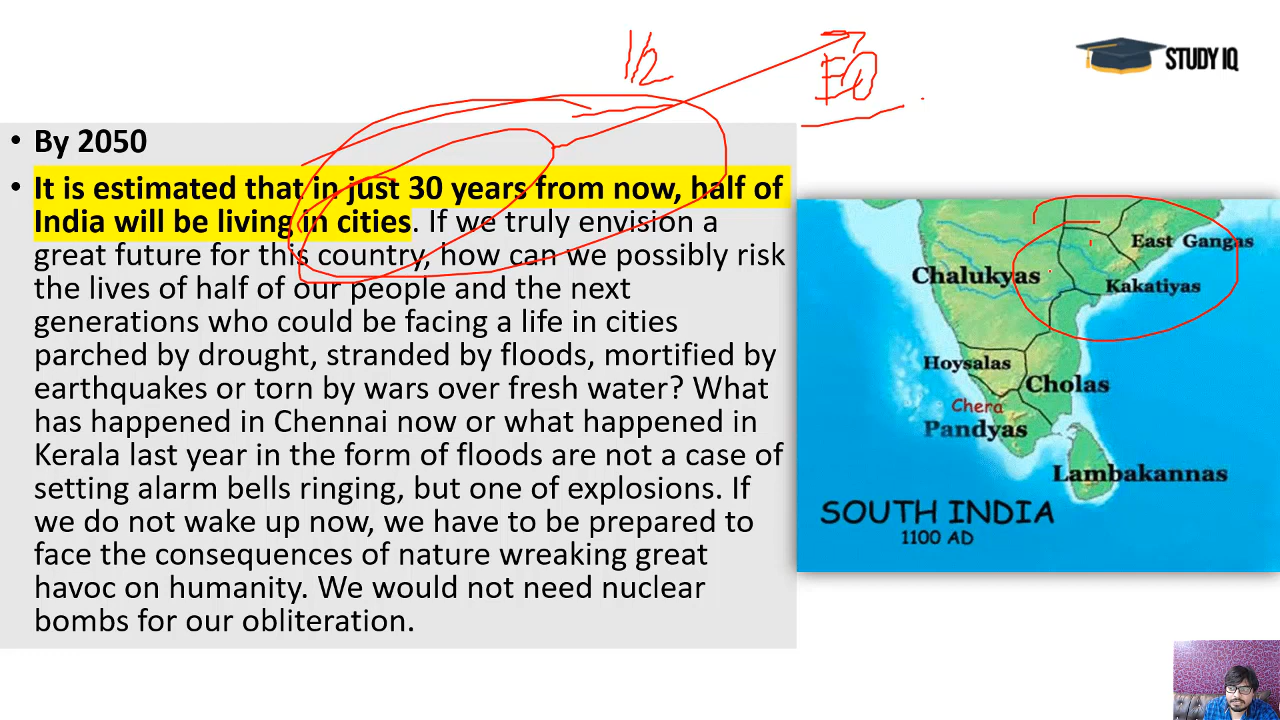 1/2
STUDY IQ
• By 2050
• It is estimated that in just 30 years from now, half of
India will be living in cities. If we truly envision a
great future for this country, how can we possibly risk
the lives of half of our people and the next
generations who could be facing a life in cities
parched by drought, stranded by floods, mortified by
earthquakes or torn by wars over fresh water? What
has happened in Chennai now or what happened in
Kerala last year in the form of floods are not a case of
setting alarm bells ringing, but one of explosions. If
we do not wake up now, we have to be prepared to
face the consequences of nature wreaking great
havoc on humanity. We would not need nuclear
bombs for our obliteration.
East Gangas
Chalukyas
Kakatiyas
Hoysalas
Cholas
Chera
Pandyas
Lambakannas
SOUTH INDIA
1100 AD